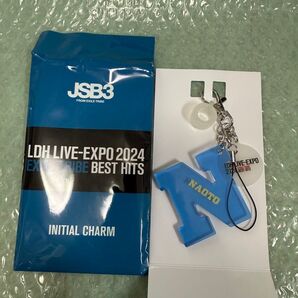 JSB3
FROM EXILE TRIBE
LDH LIVE-EXPO 2024
EXILE TRIBE BEST HITS
INITIAL CHARM
NAOTO
LDH LIVE-EXPO